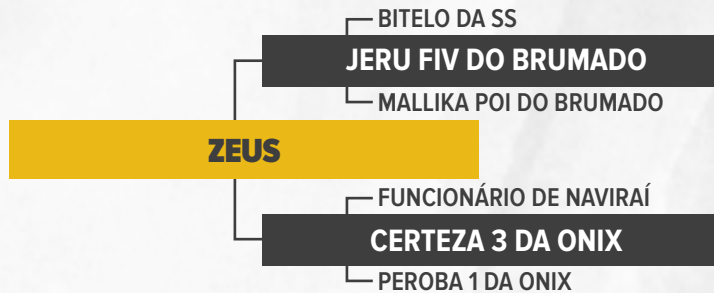 BITELO DA SS
JERU FIV DO BRUMADO
MALLIKA POI DO BRUMADO
ZEUS
FUNCIONÁRIO DE NAVIRAÍ
CERTEZA 3 DA ONIX
PEROBA 1 DA ONIX